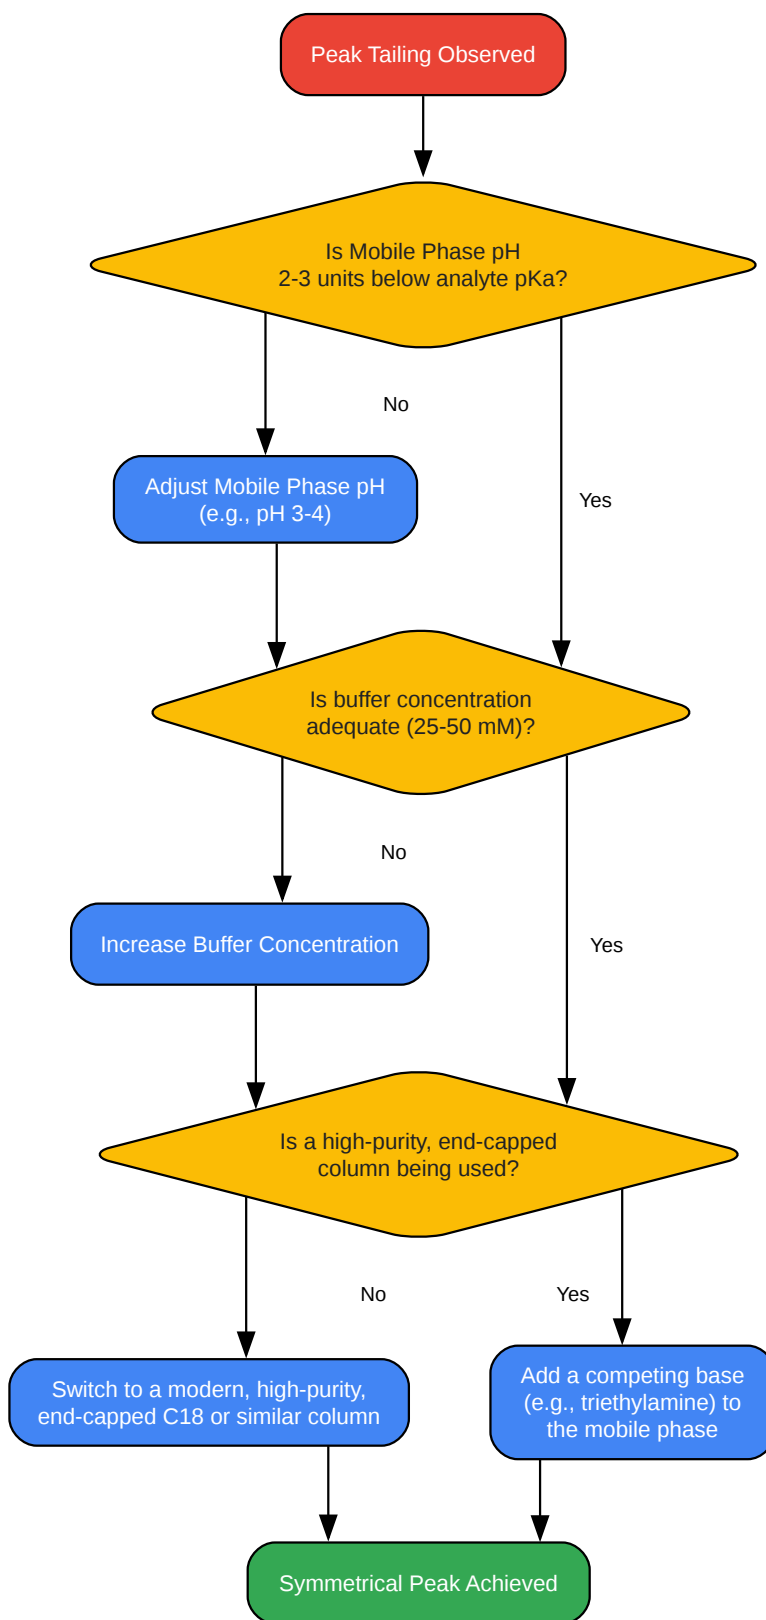 Peak Tailing Observed
Is Mobile Phase pH
2-3 units below analyte pKa?
No
Adjust Mobile Phase pH
(e.g., pH 3-4)
Yes
Is buffer concentration
adequate (25-50 mM)?
No
Increase Buffer Concentration
Yes
Is a high-purity, end-capped
column being used?
No
Yes
Switch to a modern, high-purity,
end-capped C18 or similar column
Add a competing base
(e.g., triethylamine) to
the mobile phase
Symmetrical Peak Achieved